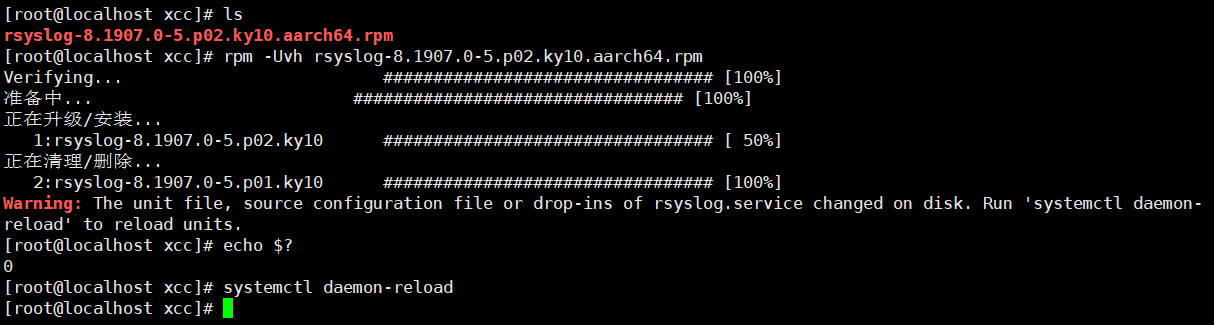 [root@localhost xcc]# ls
rsyslog-8.1907.0-5.p02.ky10.aarch64.rpm
[root@localhost xcc]# rpm -Uvh rsyslog-8.1907.0-5.p02.ky10.aarch64.rpm
Verifying...                          ################################# [100%]
准备中...                          ################################# [100%]
正在升级/安装...
   1:rsyslog-8.1907.0-5.p02.ky10      ################################# [ 50%]
正在清理/删除...
   2:rsyslog-8.1907.0-5.p01.ky10      ################################# [100%]
Warning: The unit file, source configuration file or drop-ins of rsyslog.service changed on disk. Run 'systemctl daemon-
reload' to reload units.
[root@localhost xcc]# echo $?
0
[root@localhost xcc]# systemctl daemon-reload
[root@localhost xcc]#